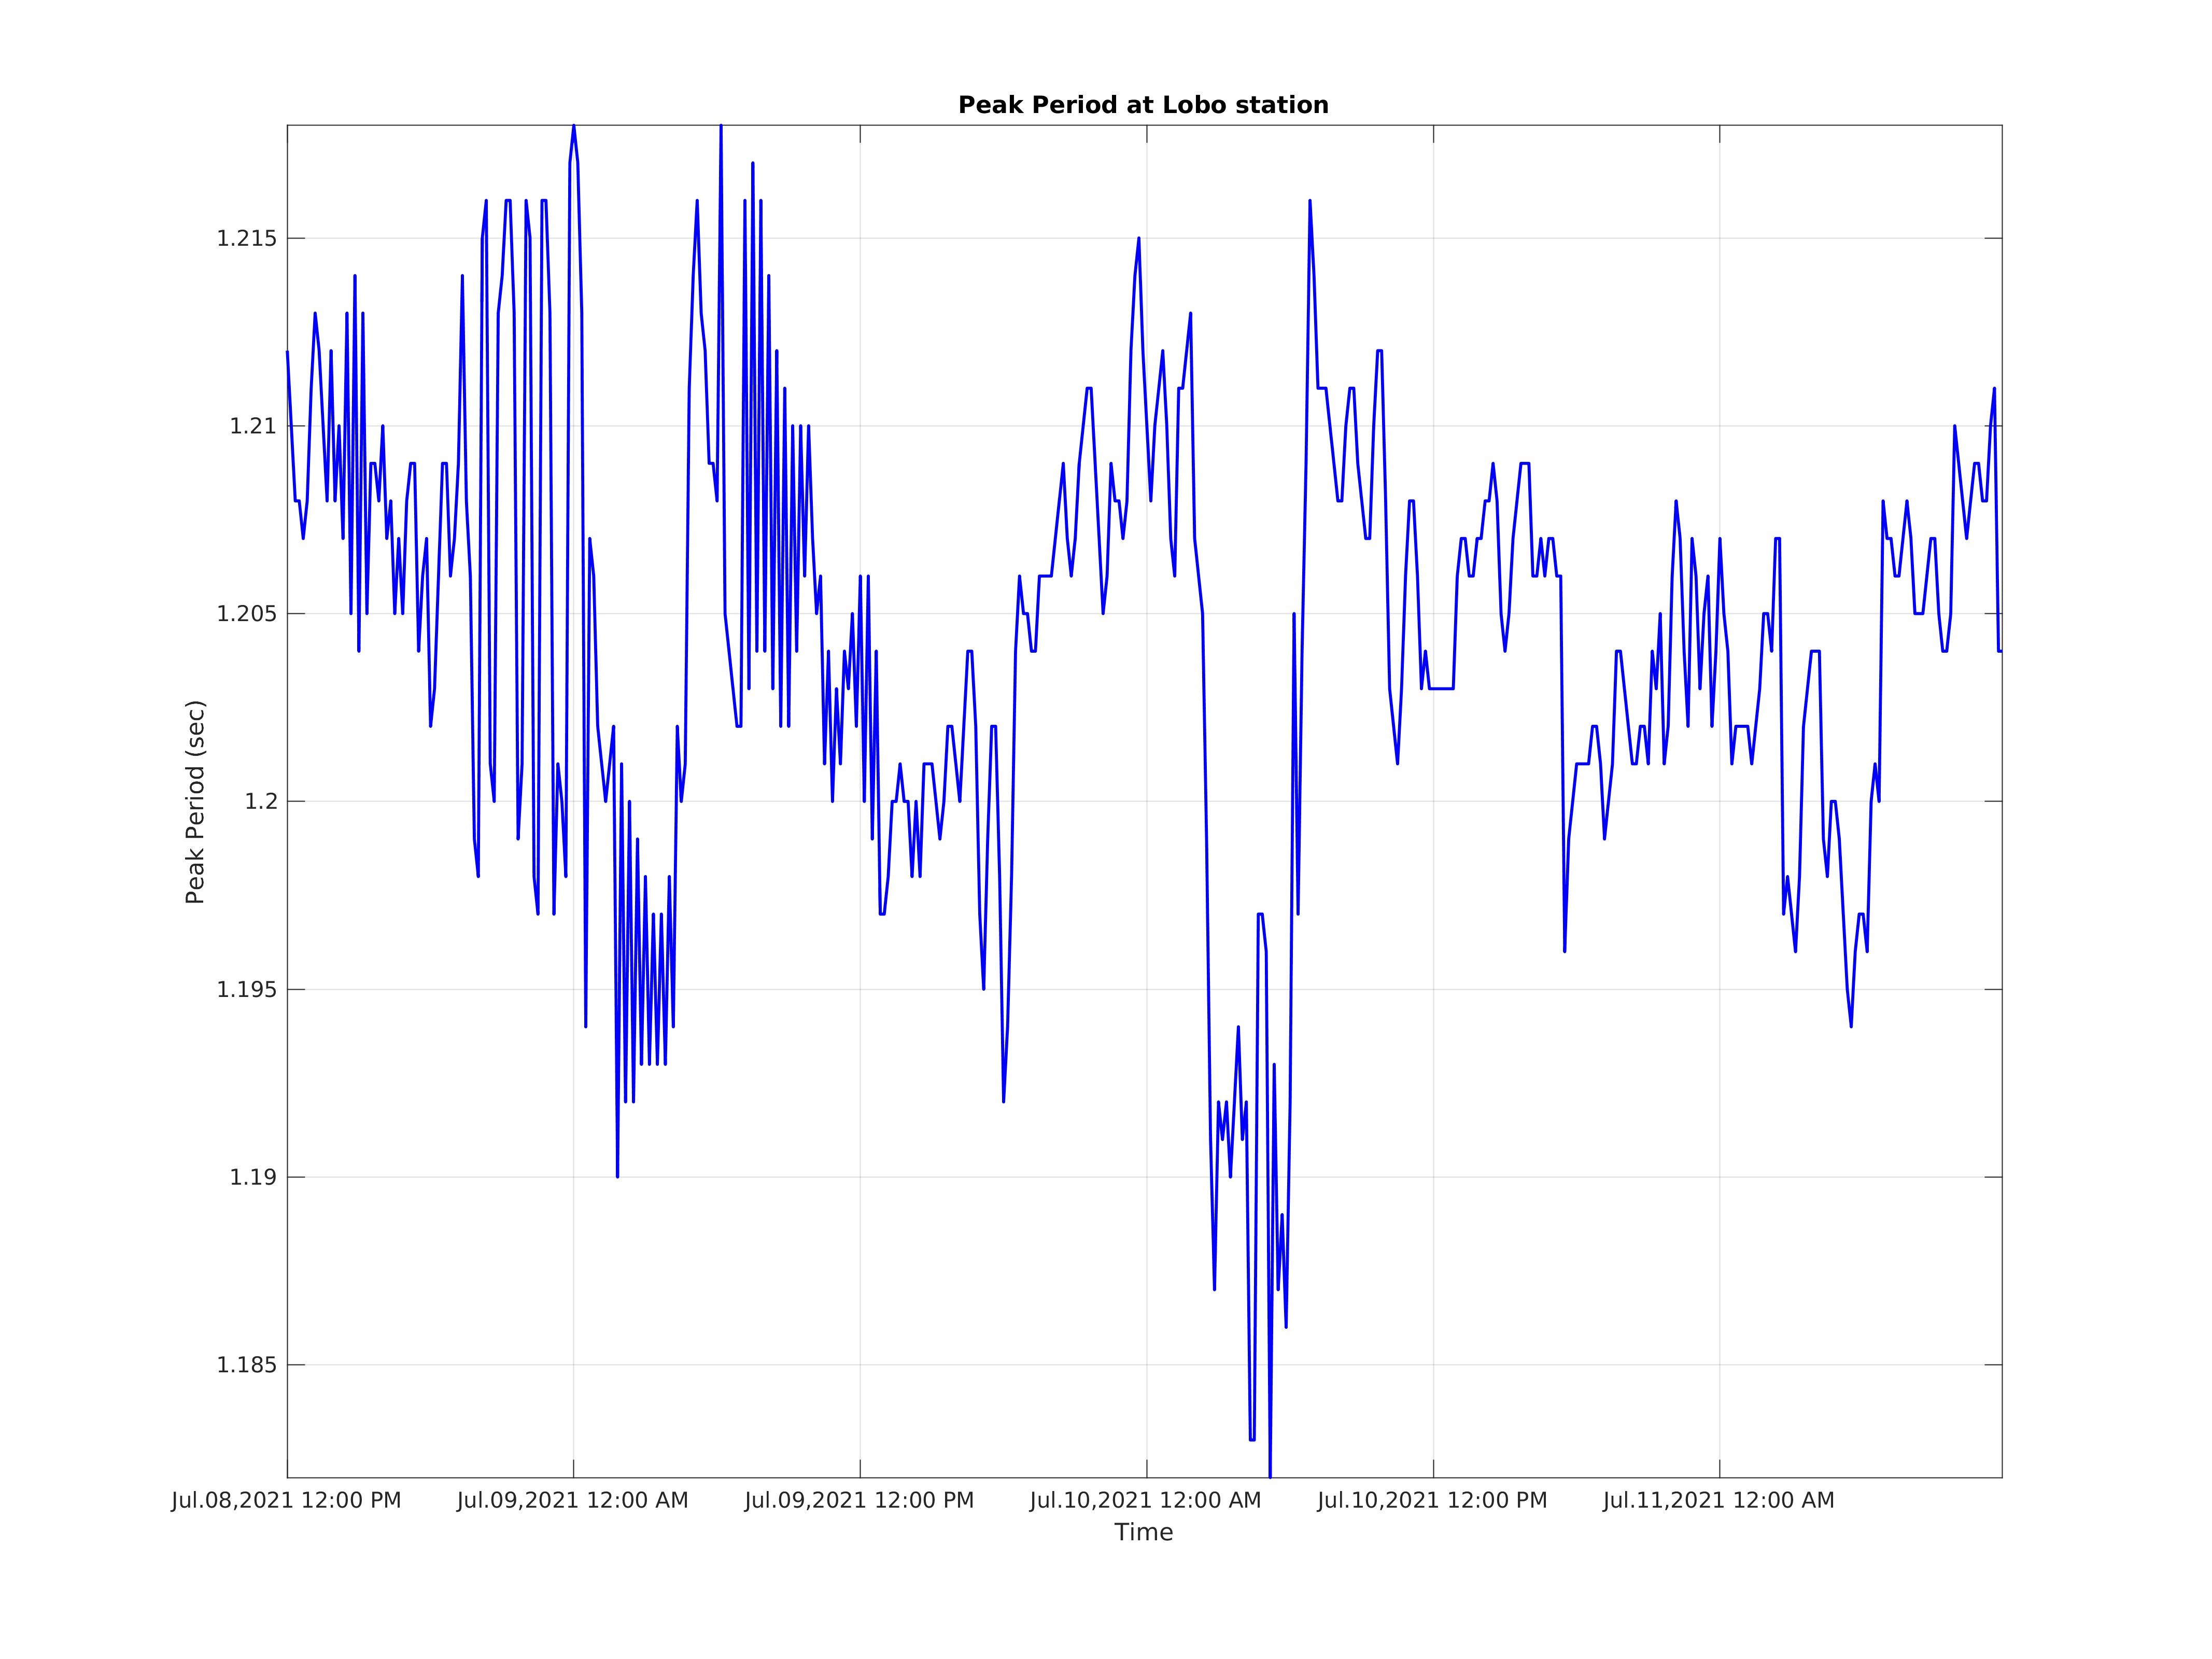 Peak Period at Lobo station
1.215
1.21
1.205
1.2
1.195
1.19
1.185
Peak Period (sec)
Jul.08,2021 12:00 PM Jul.09,2021 12:00 AM Jul.09,2021 12:00 PM Jul.10,2021 12:00 AM Jul.10,2021 12:00 PM Jul.11,2021 12:00 AM
Time